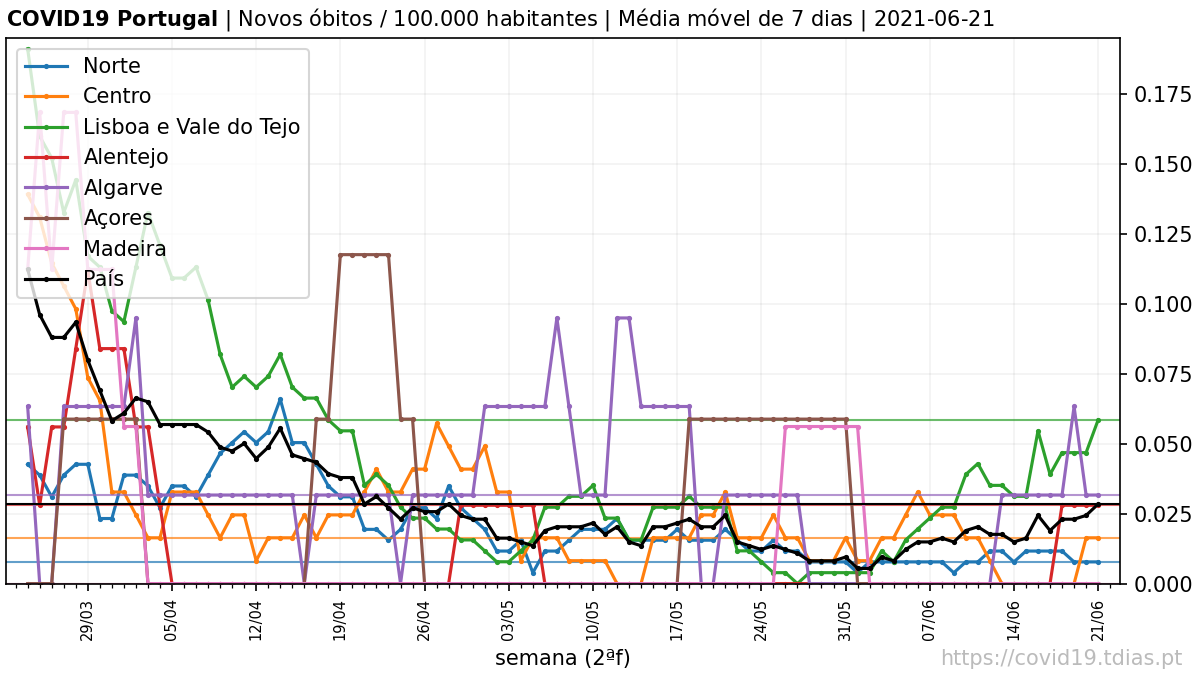 COVID19 Portugal | Novos óbitos / 100.000 habitantes | Média móvel de 7 dias | 2021-06-21
Norte
Centro
Lisboa e Vale do Tejo
Alentejo
Algarve
Açores
Madeira
País
0.175
0.150
0.125
0.100
0.075
0.050
0.025
0.000
29/03
05/04
12/04
19/04
26/04
03/05
10/05
17/05
24/05
31/05
07/06
14/06
21/06
semana (2ªf)
https://covid19.tdias.pt